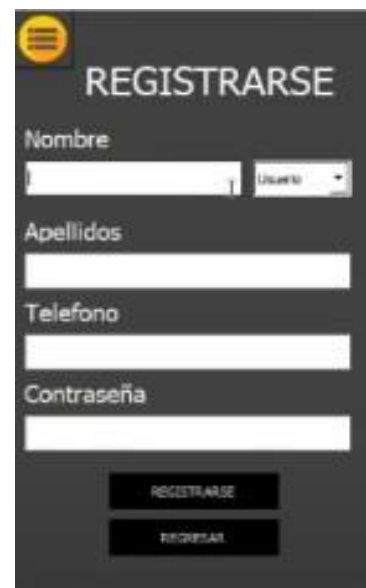 REGISTRARSE
Nombre
Usuario
Apellidos
Telefono
Contraseña
REGISTRARSE
REGRESAR